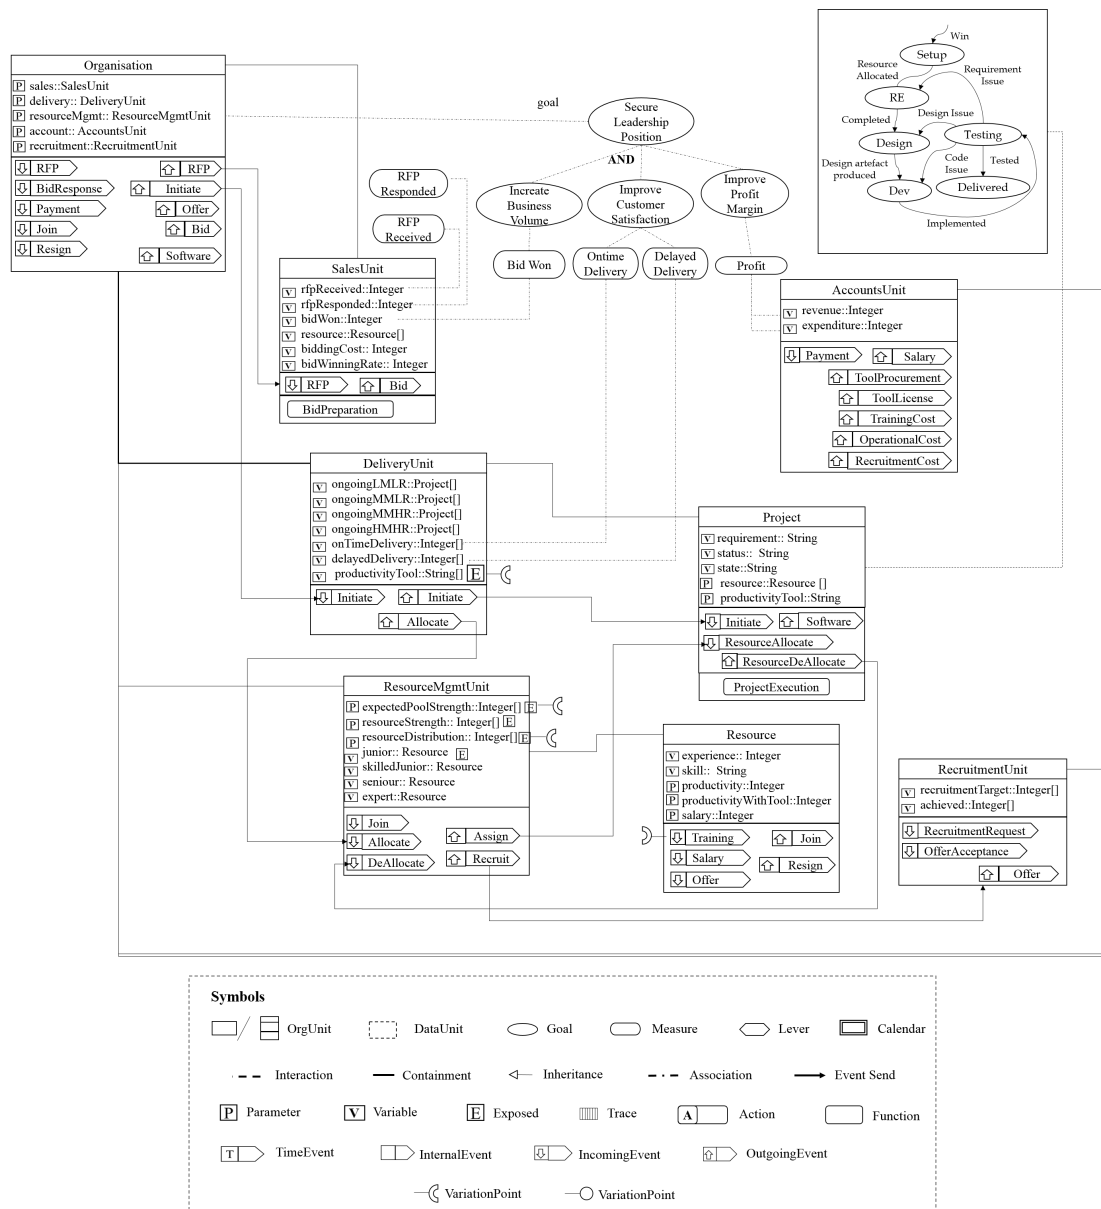 Organisation
P sales::SalesUnit
P delivery:: DeliveryUnit
P resourceMgmt:: ResourceMgmtUnit
P account:: AccountsUnit
P recruitment::RecruitmentUnit
RFP
RFP
BidResponse
Initiate
Payment
Offer
Join
Bid
Resign
Software
goal
Secure
Leadership
Position
AND
Increate
Business
Volume
Improve
Customer
Satisfaction
Improve
Profit
Margin
RFP
Responded
RFP
Received
Bid Won
Ontime
Delivery
Delayed
Delivery
Profit
Win
Setup
Resource
Allocated
Requirement
Issue
RE
Completed
Design Issue
Design
Testing
Design artefact
produced
Code
Issue
Tested
Dev
Delivered
Implemented
SalesUnit
V rfpReceived::Integer
V rfpResponded::Integer
V bidWon::Integer
V resource::Resource[]
V biddingCost:: Integer
V bidWinningRate:: Integer
RFP
Bid
BidPreparation
AccountsUnit
V revenue::Integer
V expenditure::Integer
Payment
Salary
ToolProcurement
ToolLicense
TrainingCost
OperationalCost
RecruitmentCost
DeliveryUnit
V ongoingLMLR::Project[]
V ongoingMMLR::Project[]
V ongoingMMHR::Project[]
V ongoingHMHR::Project[]
V onTimeDelivery::Integer[]
V delayedDelivery::Integer[]
V productivityTool::String[] E
Initiate
Initiate
Allocate
Project
V requirement:: String
V status:: String
V state::String
P resource::Resource []
P productivityTool::String
Initiate
Software
ResourceAllocate
ResourceDeAllocate
ProjectExecution
ResourceMgmtUnit
P expectedPoolStrength::Integer[] E
P resourceStrength:: Integer[] E
P resourceDistribution:: Integer[] E
V junior:: Resource E
V skilledJunior:: Resource
V seniour:: Resource
V expert::Resource
Join
Assign
Allocate
Recruit
DeAllocate
Resource
V experience:: Integer
V skill:: String
P productivity::Integer
P productivityWithTool::Integer
P salary::Integer
Training
Join
Salary
Resign
Offer
RecruitmentUnit
V recruitmentTarget::Integer[]
V achieved::Integer[]
RecruitmentRequest
OfferAcceptance
Offer
Symbols
OrgUnit
DataUnit
Goal
Measure
Lever
Calendar
Interaction
Containment
Inheritance
Association
Event Send
P Parameter
V Variable
E Exposed
Trace
A Action
Function
T TimeEvent
InternalEvent
IncomingEvent
OutgoingEvent
VariationPoint
VariationPoint